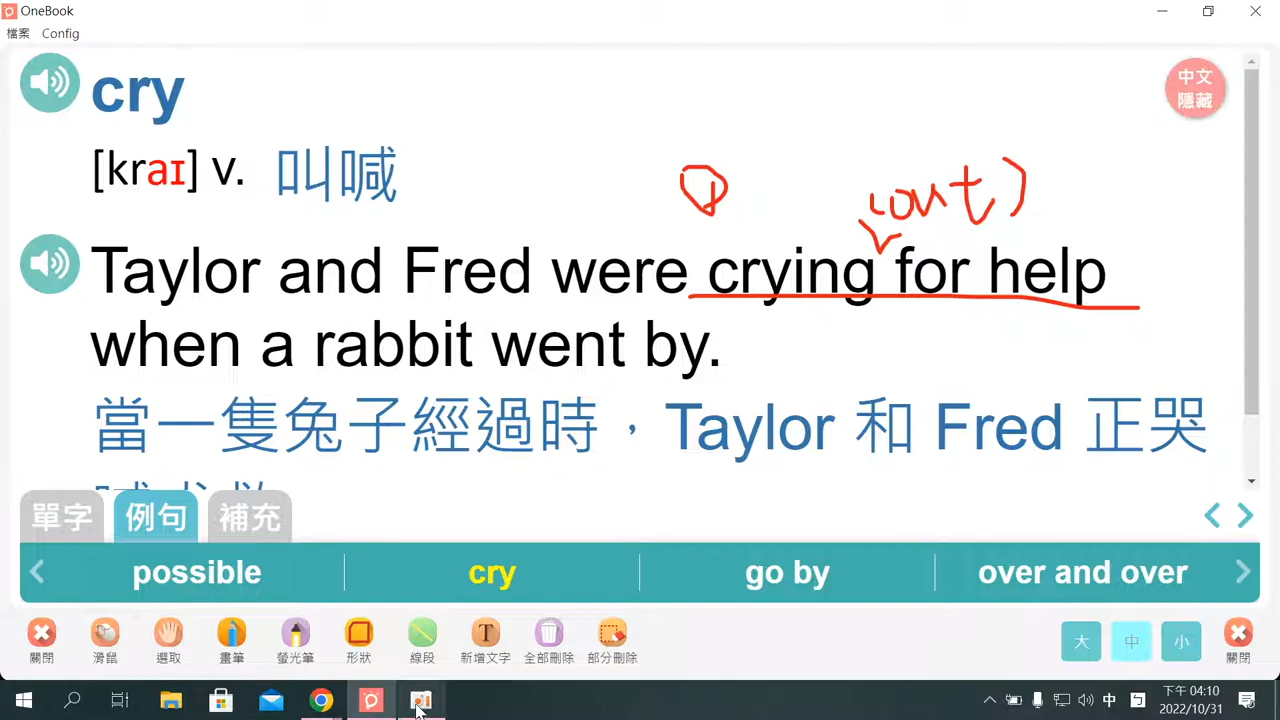 OneBook
檔案 Config
cry
中文
隱藏
[kraɪ] v. 叫喊
①
(out)
Taylor and Fred were crying for help
when a rabbit went by.
當一隻兔子經過時，Taylor 和 Fred 正哭
單字 例句 補充
possible cry go by over and over
關閉 滑鼠 選取 畫筆 螢光筆 形狀 線段 新增文字 全部刪除 部分刪除 大 中 小 關閉
中 下午 04:10
2022/10/31